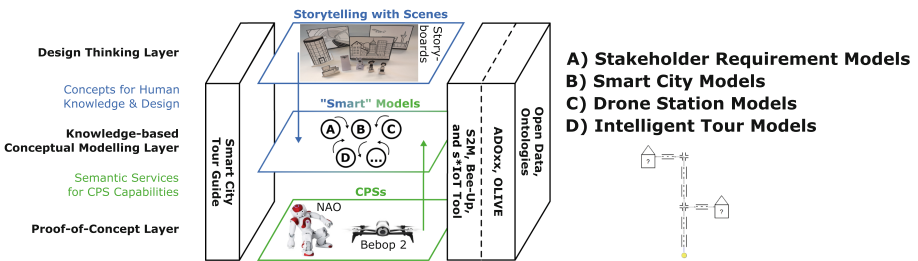 Storytelling with Scenes
Story-
boards
Design Thinking Layer
Concepts for Human
Knowledge & Design
"Smart" Models
A
B
C
D
...
Knowledge-based
Conceptual Modelling Layer
Semantic Services
for CPS Capabilities
CPSs
NAO
Bebop 2
Proof-of-Concept Layer
Smart City
Tour Guide
S2M, Bee-Up,
and s*IoT Tool
ADOxx, OLIVE
Open Data,
Ontologies
A) Stakeholder Requirement Models
B) Smart City Models
C) Drone Station Models
D) Intelligent Tour Models
?
?